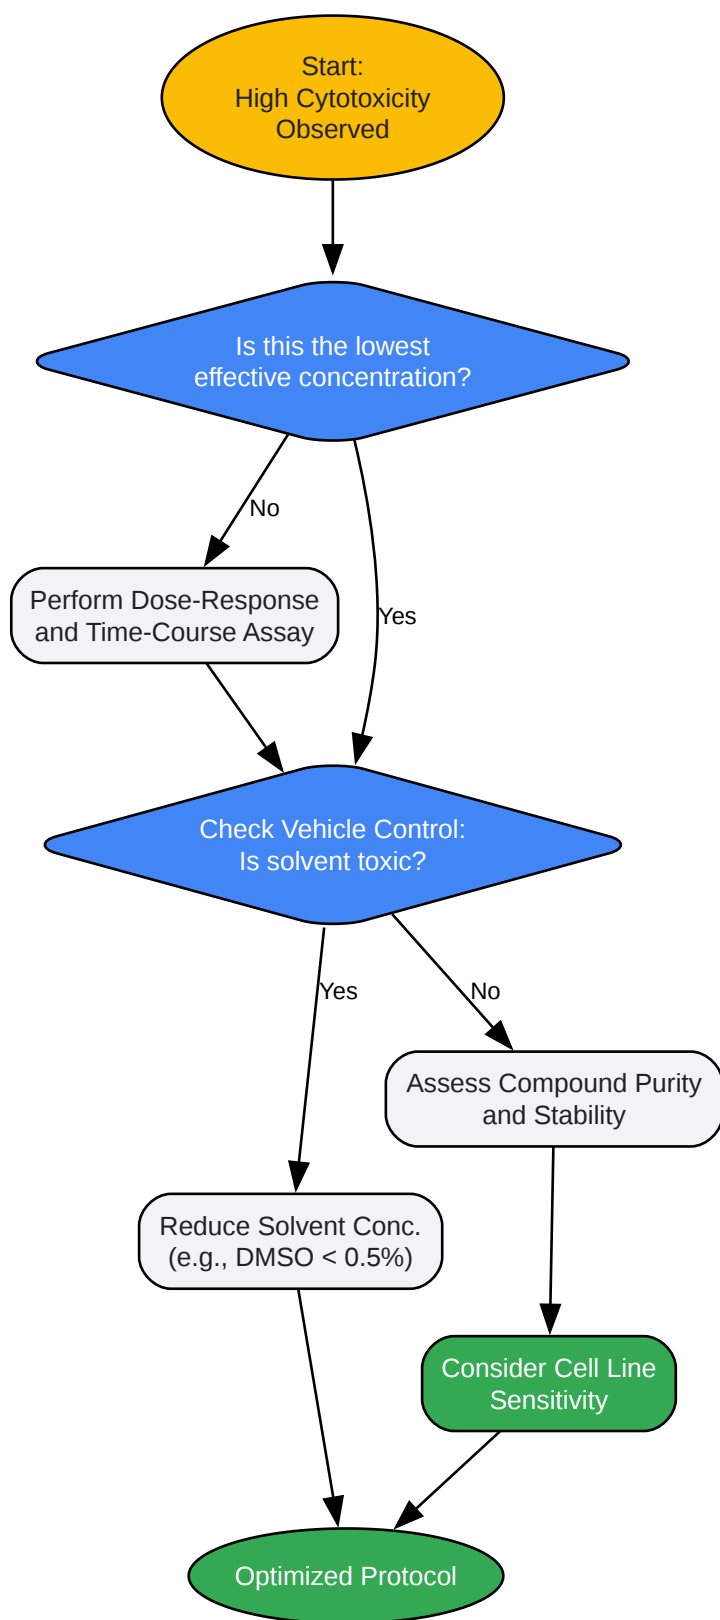 Start:
High Cytotoxicity
Observed
Is this the lowest
effective concentration?
No
Perform Dose-Response
and Time-Course Assay
Yes
Check Vehicle Control:
Is solvent toxic?
Yes
No
Assess Compound Purity
and Stability
Reduce Solvent Conc.
(e.g., DMSO < 0.5%)
Consider Cell Line
Sensitivity
Optimized Protocol